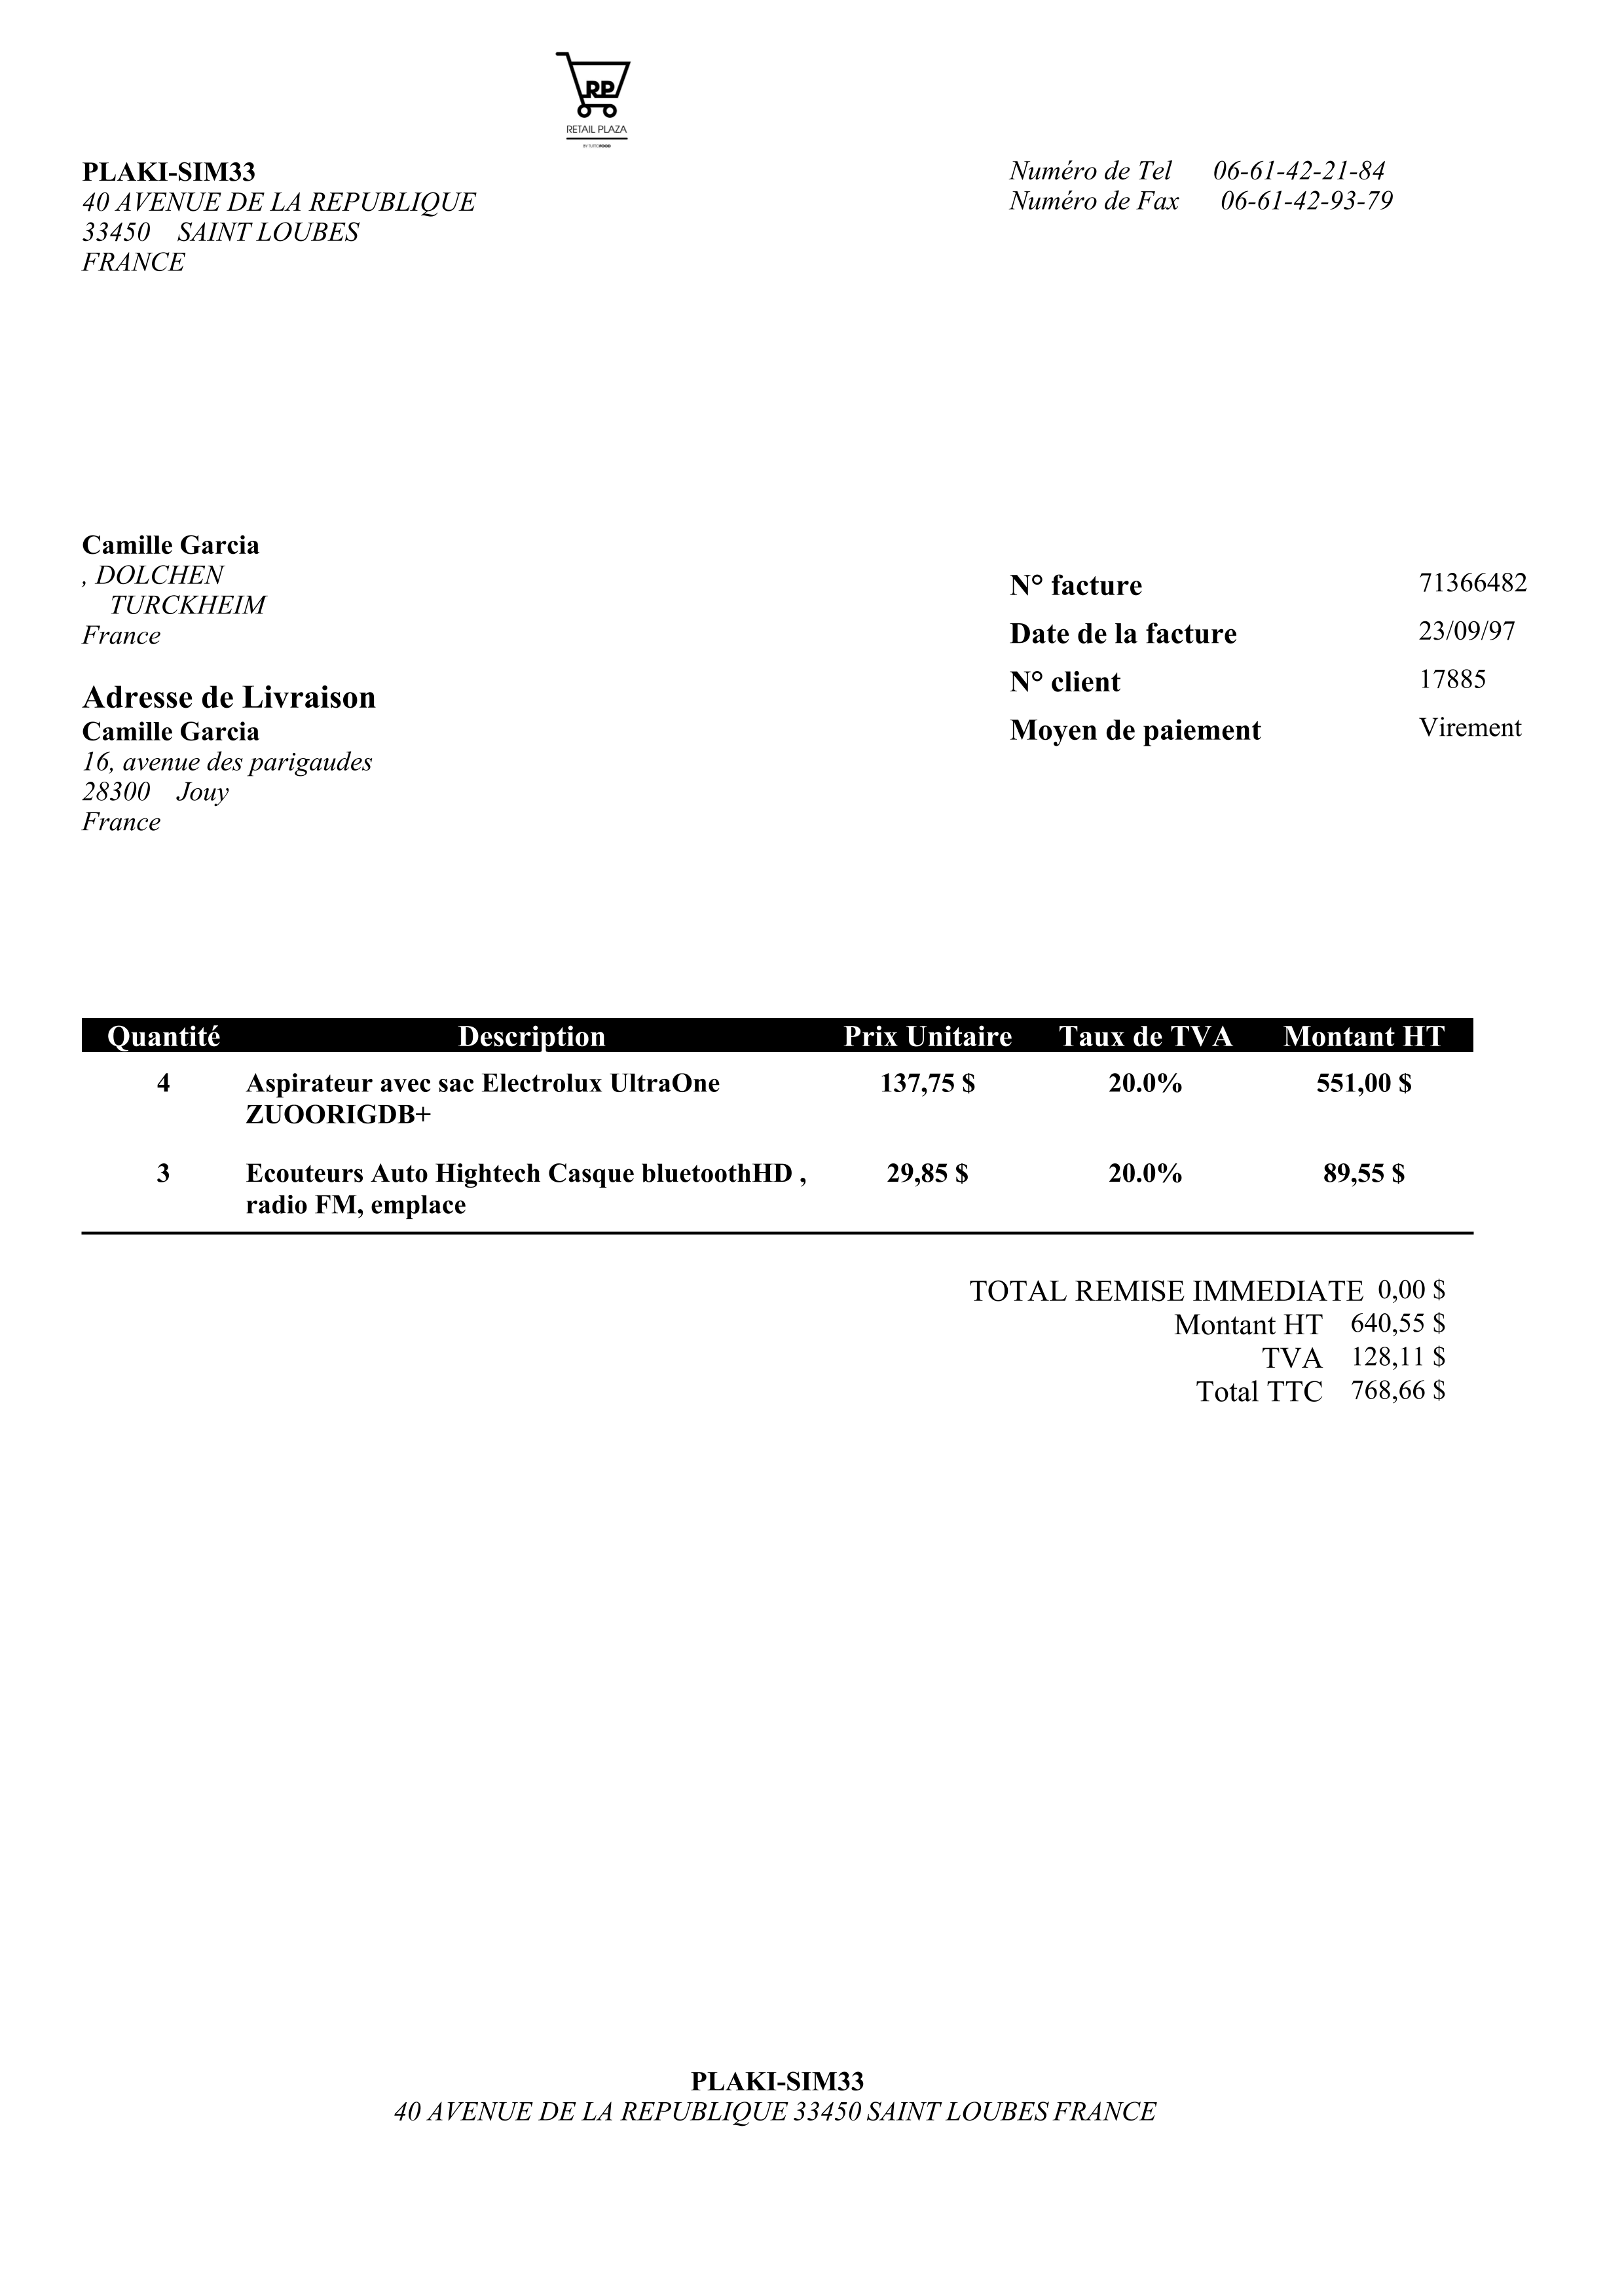 RP
RETAIL PLAZA
BY TUTTOFOOD
PLAKI-SIM33
40 AVENUE DE LA REPUBLIQUE
33450 SAINT LOUBES
FRANCE
Numéro de Tel 06-61-42-21-84
Numéro de Fax 06-61-42-93-79
Camille Garcia
, DOLCHEN
TURCKHEIM
France
Adresse de Livraison
Camille Garcia
16, avenue des parigaudes
28300 Jouy
France
N° facture 71366482
Date de la facture 23/09/97
N° client 17885
Moyen de paiement Virement
Quantité Description Prix Unitaire Taux de TVA Montant HT
4 Aspirateur avec sac Electrolux UltraOne 137,75 $ 20.0% 551,00 $
ZUOORIGDB+
3 Ecouteurs Auto Hightech Casque bluetoothHD , 29,85 $ 20.0% 89,55 $
radio FM, emplace
TOTAL REMISE IMMEDIATE 0,00 $
Montant HT 640,55 $
TVA 128,11 $
Total TTC 768,66 $
PLAKI-SIM33
40 AVENUE DE LA REPUBLIQUE 33450 SAINT LOUBES FRANCE